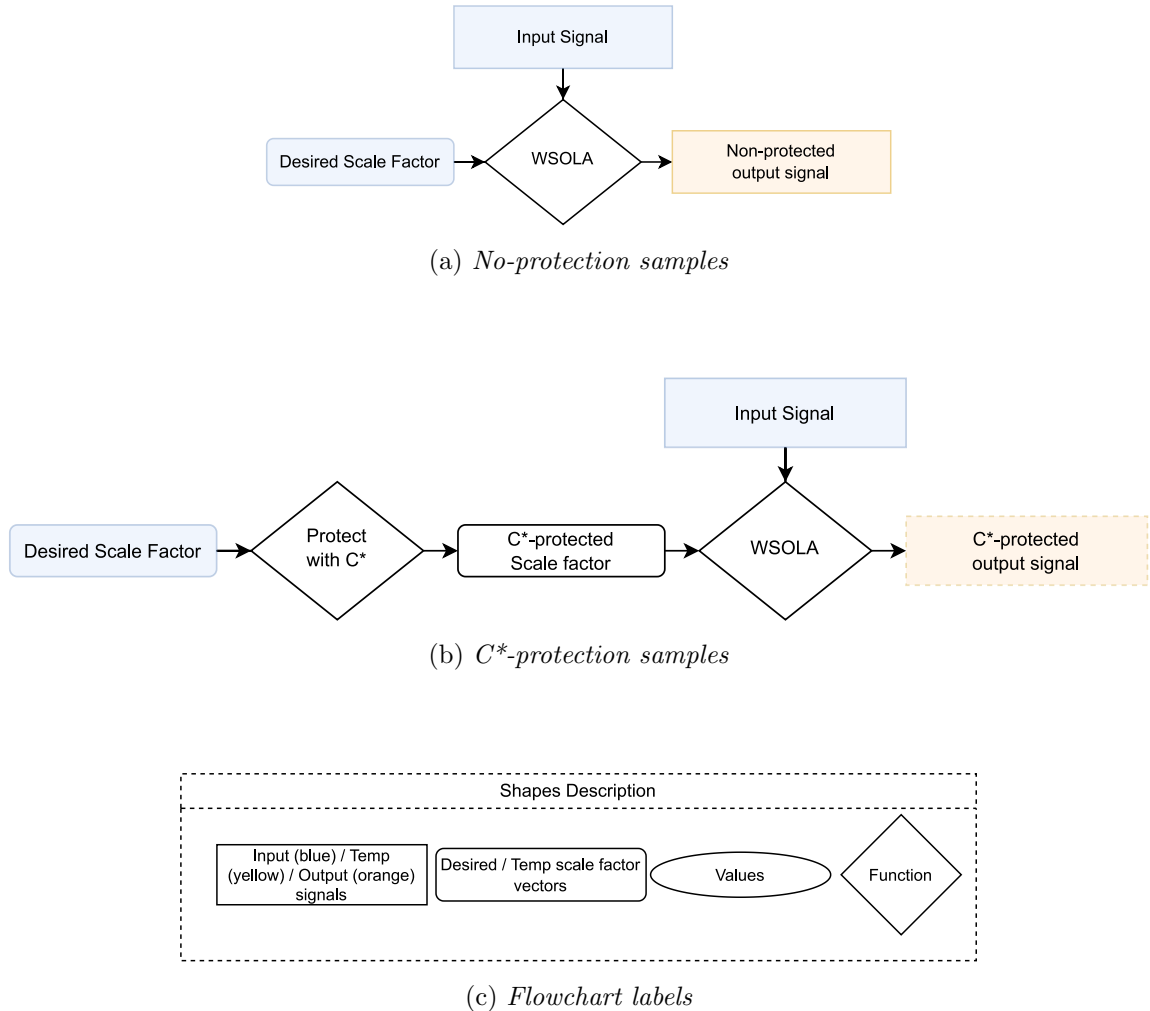 Input Signal
Desired Scale Factor
WSOLA
Non-protected
output signal
(a) No-protection samples
Input Signal
Desired Scale Factor
Protect
with C*
C*-protected
Scale factor
WSOLA
C*-protected
output signal
(b) C*-protection samples
Shapes Description
Input (blue) / Temp
(yellow) / Output (orange)
signals
Desired / Temp scale factor
vectors
Values
Function
(c) Flowchart labels